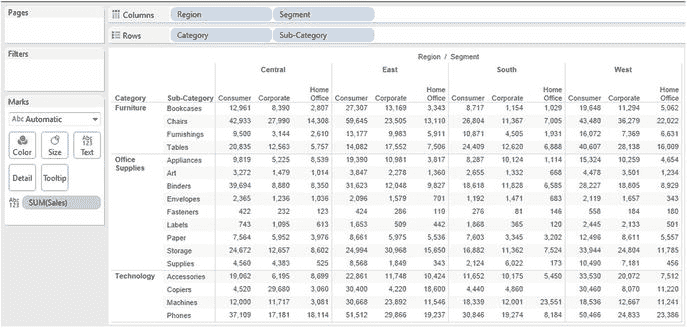 Pages
Columns Region Segment
Rows Category Sub-Category
Filters
Marks
Abc Automatic
Color Size Abc 123 Text
Detail Tooltip
Abc 123 SUM(Sales)
Region / Segment
Central East South West
Category Sub-Category Consumer Corporate Home Office Consumer Corporate Home Office Consumer Corporate Home Office Consumer Corporate Home Office
Furniture Bookcases 12,961 8,390 2,807 27,307 13,169 3,343 8,717 1,154 1,029 19,648 11,294 5,062
Chairs 42,933 27,990 14,308 59,645 23,505 13,110 26,804 11,367 7,005 43,480 36,279 22,022
Furnishings 9,500 3,144 2,610 13,177 9,983 5,911 10,871 4,505 1,931 16,072 7,369 6,631
Tables 20,835 12,563 5,757 14,082 17,552 7,506 24,409 12,620 6,888 40,607 28,138 16,009
Office Supplies Appliances 9,819 5,225 8,539 19,390 10,981 3,817 8,287 10,124 1,114 15,324 10,259 4,654
Art 3,272 1,479 1,014 3,847 2,278 1,360 2,655 1,332 668 4,478 3,501 1,234
Binders 39,694 8,880 8,350 31,623 12,048 9,827 18,618 11,828 6,585 28,227 18,805 8,929
Envelopes 2,365 1,236 1,036 2,096 1,579 701 1,192 1,471 683 2,119 1,657 343
Fasteners 422 232 123 424 286 110 276 81 146 558 184 180
Labels 743 1,095 613 1,653 509 442 1,868 365 120 2,445 2,133 501
Paper 7,564 5,952 3,976 8,661 5,975 5,536 7,603 3,345 3,202 12,496 8,611 5,557
Storage 24,672 12,657 8,602 24,994 30,968 15,650 16,882 11,362 7,524 33,944 24,804 11,785
Supplies 4,560 4,383 525 8,568 1,849 343 2,124 6,022 173 10,490 7,181 456
Technology Accessories 19,062 6,195 8,699 22,861 11,748 10,424 11,652 10,175 5,450 33,530 20,072 7,512
Copiers 4,520 29,680 3,060 30,400 4,220 18,600 4,440 4,860 30,460 8,070 11,220
Machines 12,000 11,717 3,081 30,668 23,892 11,546 18,339 12,001 23,551 18,536 12,667 11,241
Phones 37,109 17,181 18,114 51,512 29,866 19,237 30,846 19,274 8,184 50,466 24,833 23,386